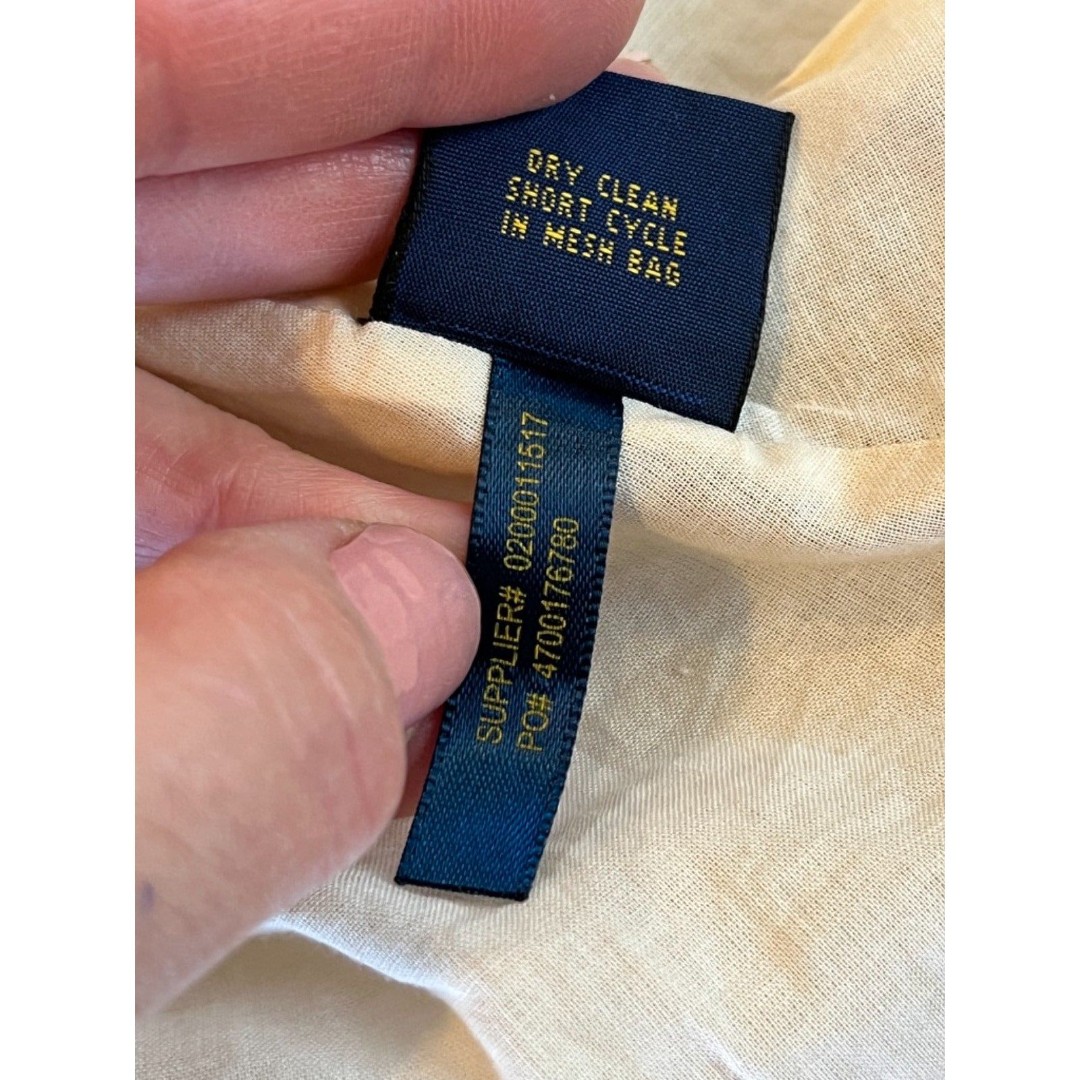 DRY CLEAN
SHORT CYCLE
IN MESH BAG
SUPPLIER# 0200011517
PO# 4700176780